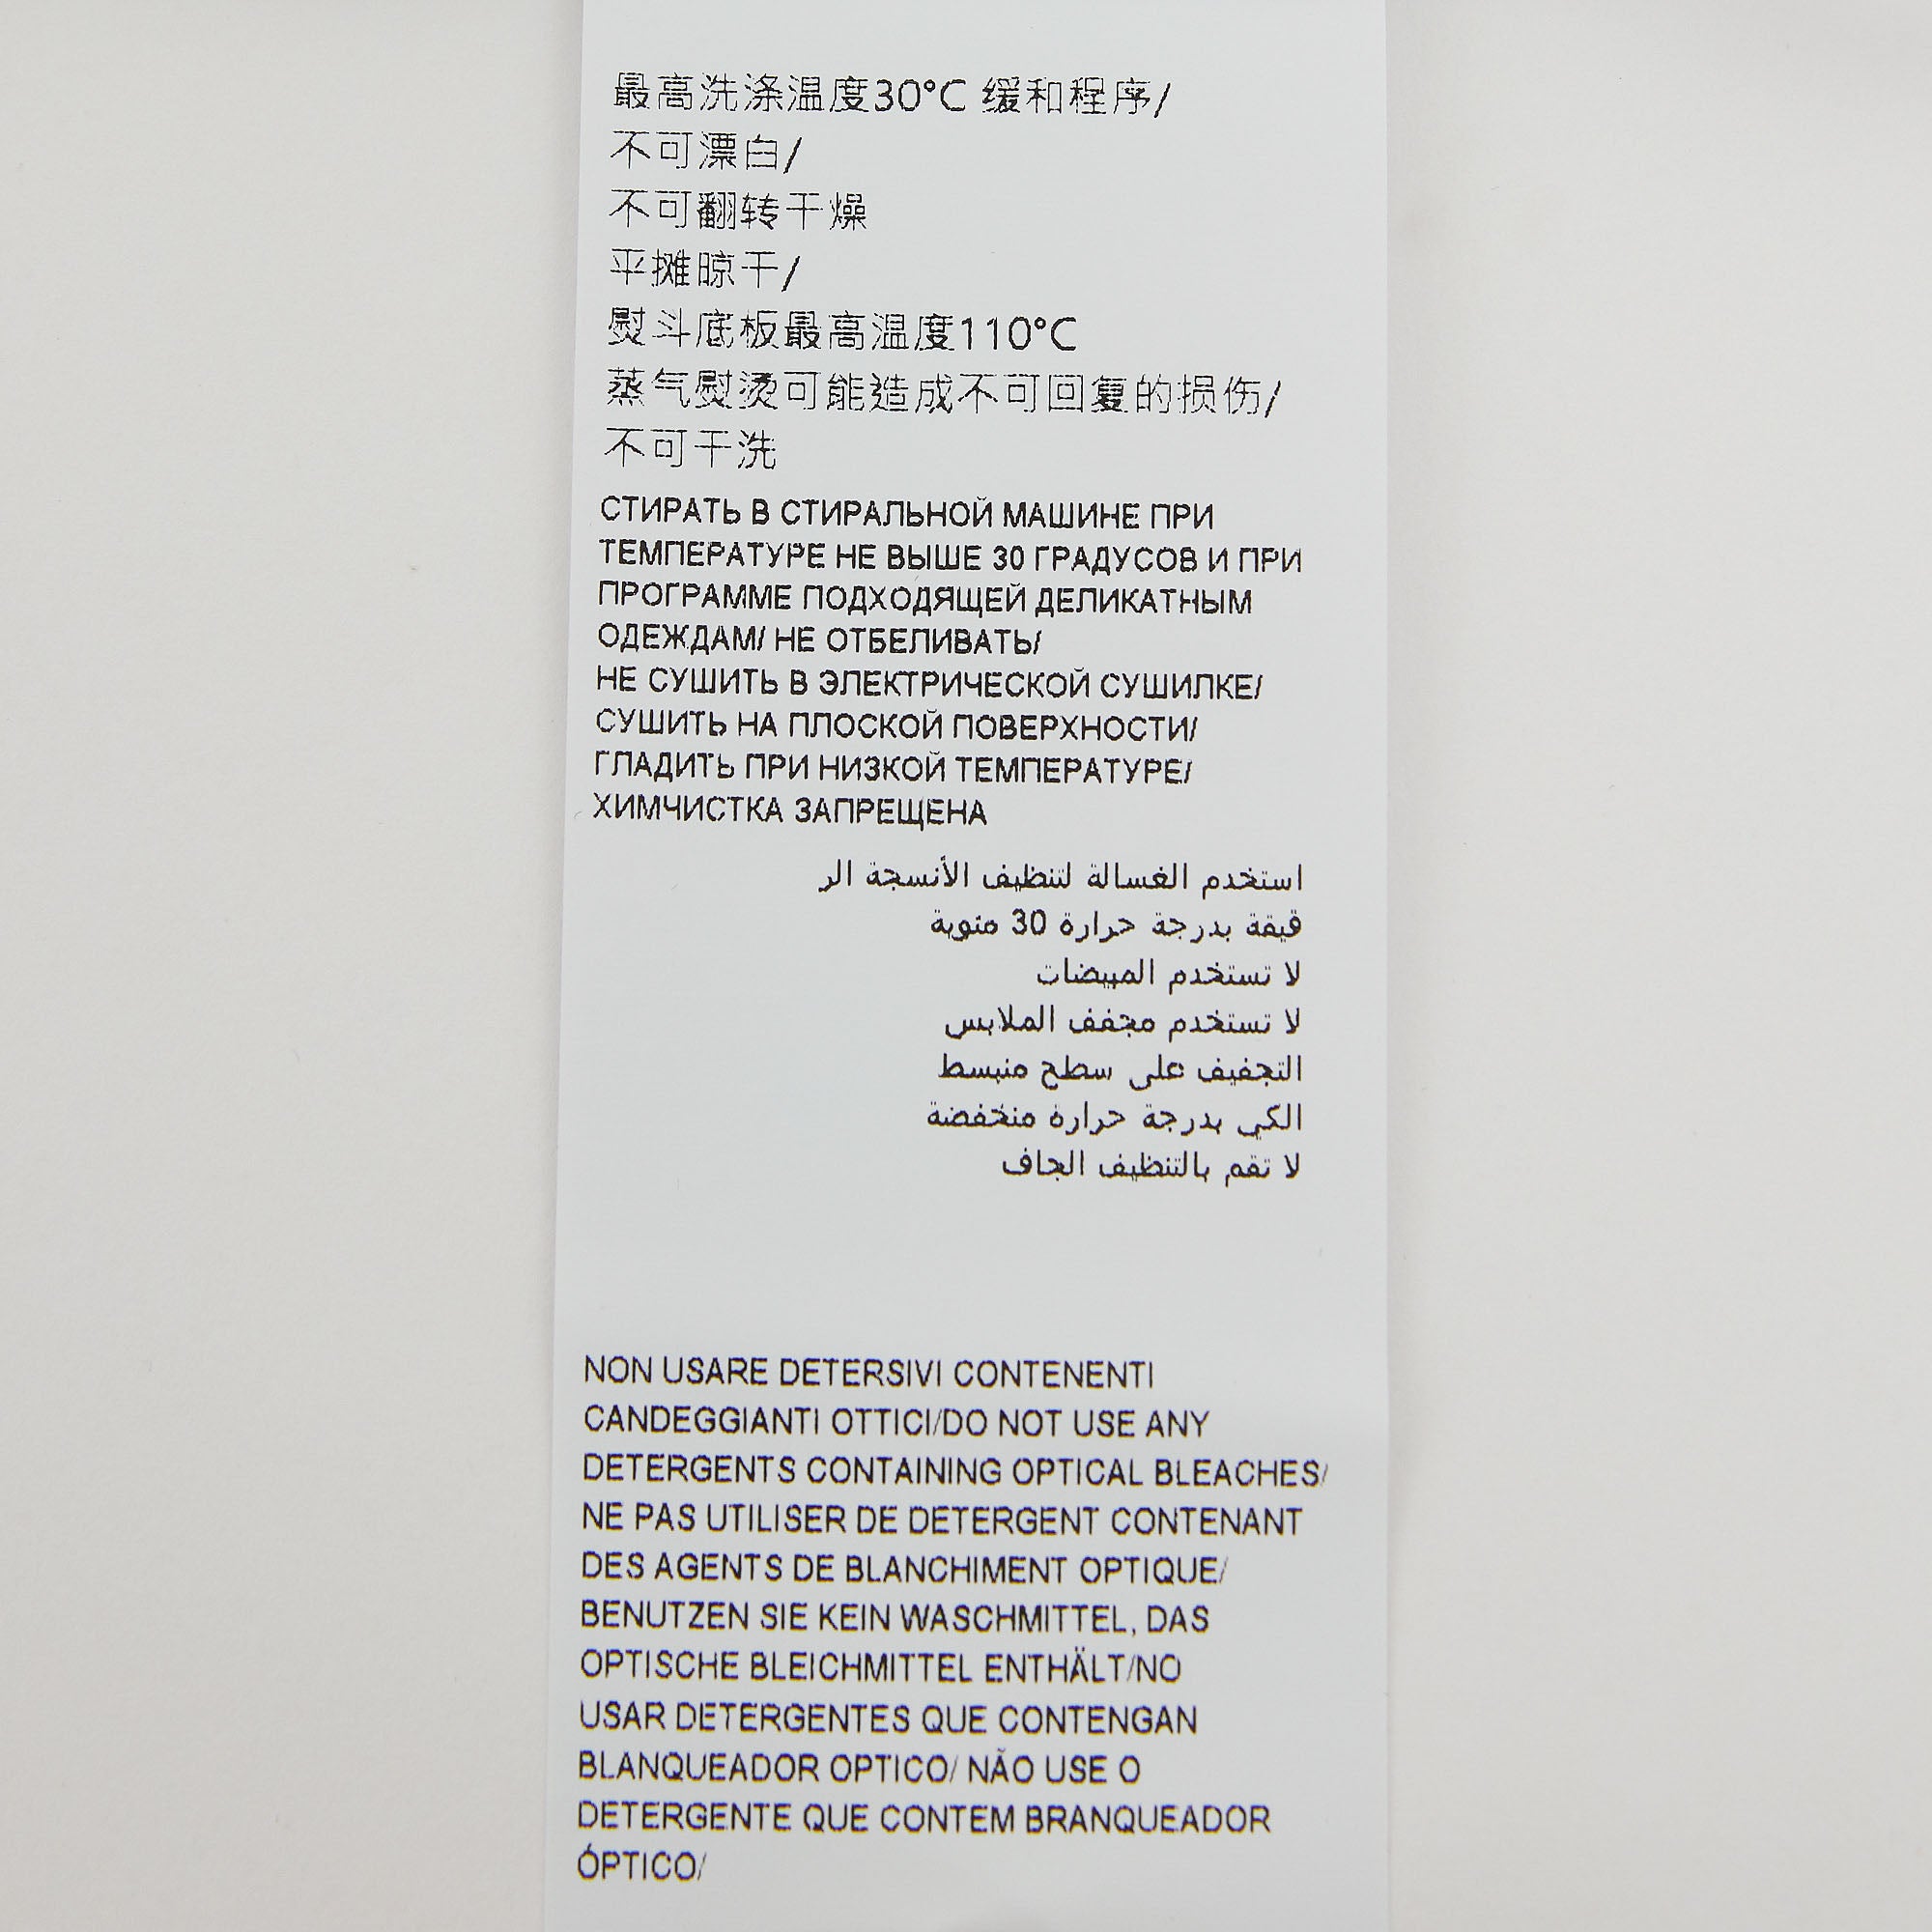 最高洗涤温度30°C 缓和程序/
不可漂白/
不可翻转干燥
平摊晾干/
熨斗底板最高温度110°C
蒸气熨烫可能造成不可回复的损伤/
不可干洗
СТИРАТЬ В СТИРАЛЬНОЙ МАШИНЕ ПРИ
ТЕМПЕРАТУРЕ НЕ ВЫШЕ 30 ГРАДУСОВ И ПРИ
ПРОГРАММЕ ПОДХОДЯЩЕЙ ДЕЛИКАТНЫМ
ОДЕЖДАМ/ НЕ ОТБЕЛИВАТЬ/
НЕ СУШИТЬ В ЭЛЕКТРИЧЕСКОЙ СУШИЛКЕ/
СУШИТЬ НА ПЛОСКОЙ ПОВЕРХНОСТИ/
ГЛАДИТЬ ПРИ НИЗКОЙ ТЕМПЕРАТУРЕ/
ХИМЧИСТКА ЗАПРЕЩЕНА
استخدم الغسالة لتنظيف الأنسجة الر
قيقة بدرجة حرارة 30 مئوية
لا تستخدم المبيضات
لا تستخدم مجفف الملابس
التجفيف على سطح منبسط
الكي بدرجة حرارة منخفضة
لا تقم بالتنظيف الجاف
NON USARE DETERSIVI CONTENENTI
CANDEGGIANTI OTTICI/DO NOT USE ANY
DETERGENTS CONTAINING OPTICAL BLEACHES/
NE PAS UTILISER DE DETERGENT CONTENANT
DES AGENTS DE BLANCHIMENT OPTIQUE/
BENUTZEN SIE KEIN WASCHMITTEL, DAS
OPTISCHE BLEICHMITTEL ENTHÄLT/NO
USAR DETERGENTES QUE CONTENGAN
BLANQUEADOR OPTICO/ NÃO USE O
DETERGENTE QUE CONTEM BRANQUEADOR
ÓPTICO/